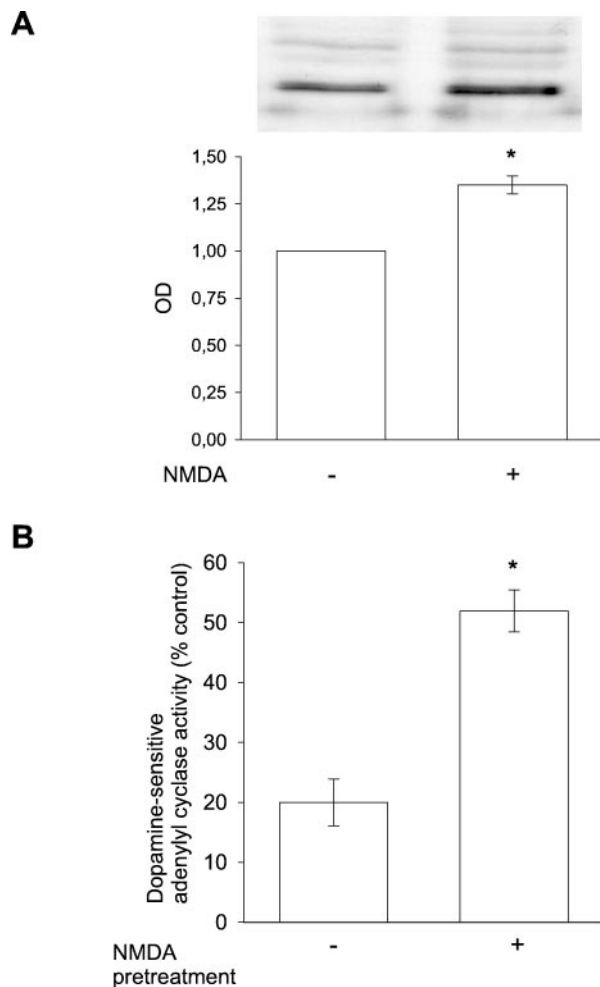 A
*
1,50
1,25
1,00
0,75
0,50
0,25
0,00
OD
NMDA - +
B
*
60
50
40
30
20
10
0
Dopamine-sensitive
adenylyl cyclase activity (% control)
NMDA - +
pretreatment